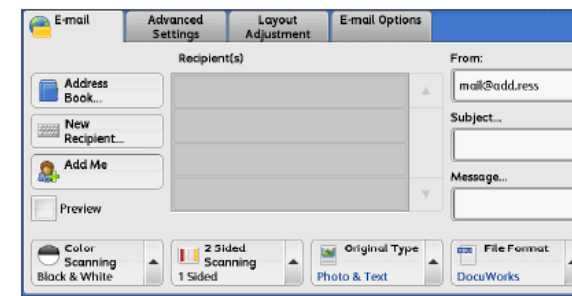 E-mail
Advanced
Settings
Layout
Adjustment
E-mail Options
Recipient(s)
From:
Address
Book...
mail@add.ress
New
Recipient...
Subject...
Add Me
Message...
Preview
Color
Scanning
Black & White
2 Sided
Scanning
1 Sided
Original Type
Photo & Text
File Format
DocuWorks